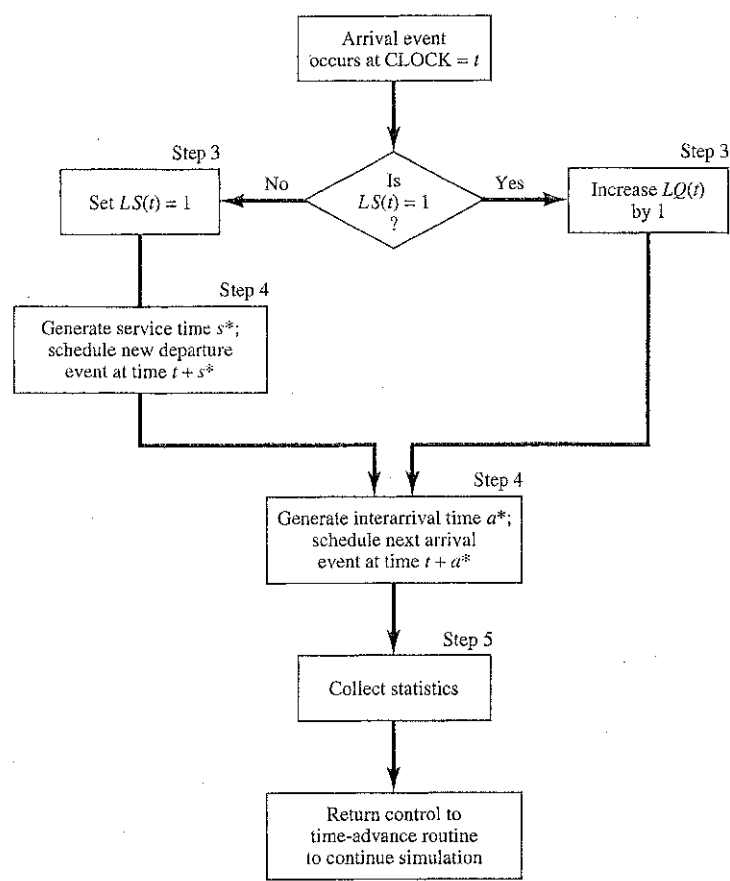 Arrival event
occurs at CLOCK = t
Step 3
Set LS(t) = 1
No
Is
LS(t) = 1
?
Yes
Step 3
Increase LQ(t)
by 1
Step 4
Generate service time s*;
schedule new departure
event at time t + s*
Step 4
Generate interarrival time a*;
schedule next arrival
event at time t + a*
Step 5
Collect statistics
Return control to
time-advance routine
to continue simulation